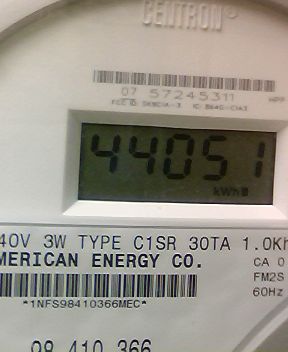 CENTRON®
07 57245311
44051
kWh
40V 3W TYPE C1SR 30TA 1.0Kh
MERICAN ENERGY CO.
CA 0
FM2S
60Hz
*1NFS98410366MEC*
98 410 366